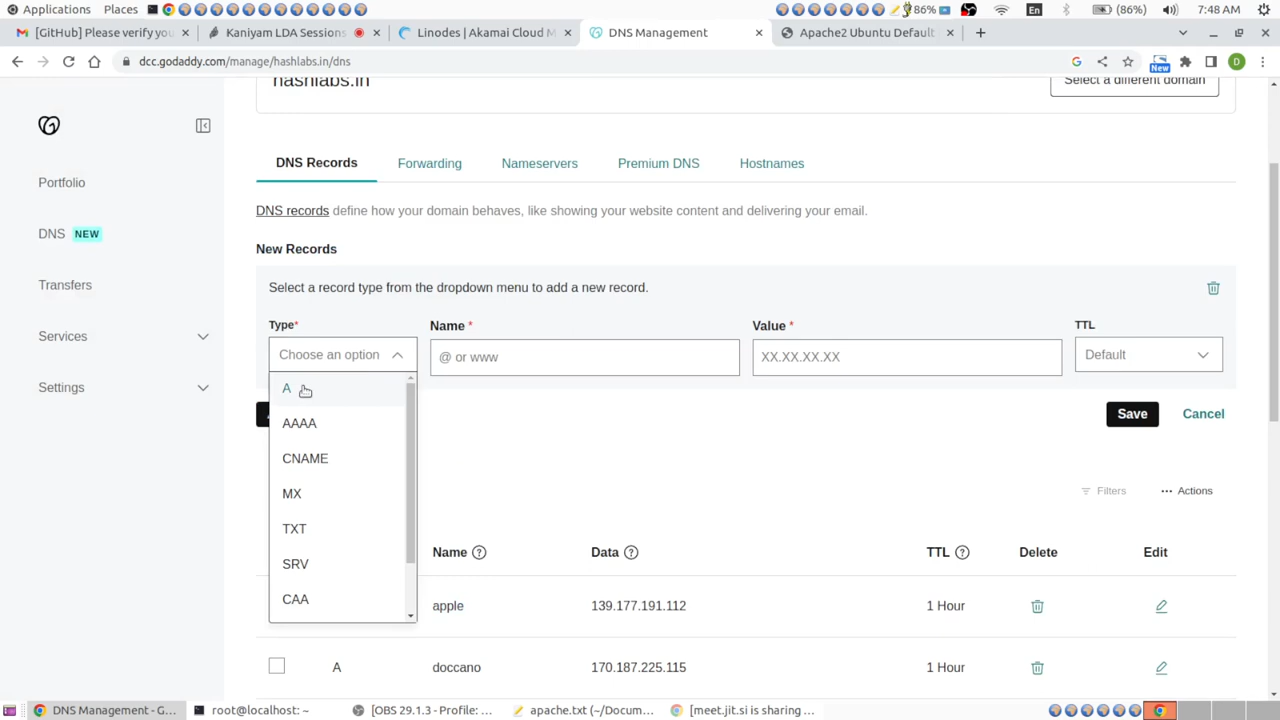 Applications Places 86% En (86%) 7:48 AM
[GitHub] Please verify you Kaniyam LDA Sessions Linodes | Akamai Cloud M DNS Management Apache2 Ubuntu Default
dcc.godaddy.com/manage/hashlabs.in/dns New D
hashlabs.in Select a different domain
DNS Records Forwarding Nameservers Premium DNS Hostnames
Portfolio
DNS records define how your domain behaves, like showing your website content and delivering your email.
DNS NEW
New Records
Transfers Select a record type from the dropdown menu to add a new record.
Services Type* Name * Value * TTL
Choose an option @ or www XX.XX.XX.XX Default
Settings A
Save Cancel
AAAA
CNAME
MX Filters Actions
TXT
Name Data TTL Delete Edit
SRV
CAA apple 139.177.191.112 1 Hour
A doccano 170.187.225.115 1 Hour
DNS Management - G... root@localhost: ~ [OBS 29.1.3 - Profile: ... apache.txt (~/Docum... [meet.jit.si is sharing ...